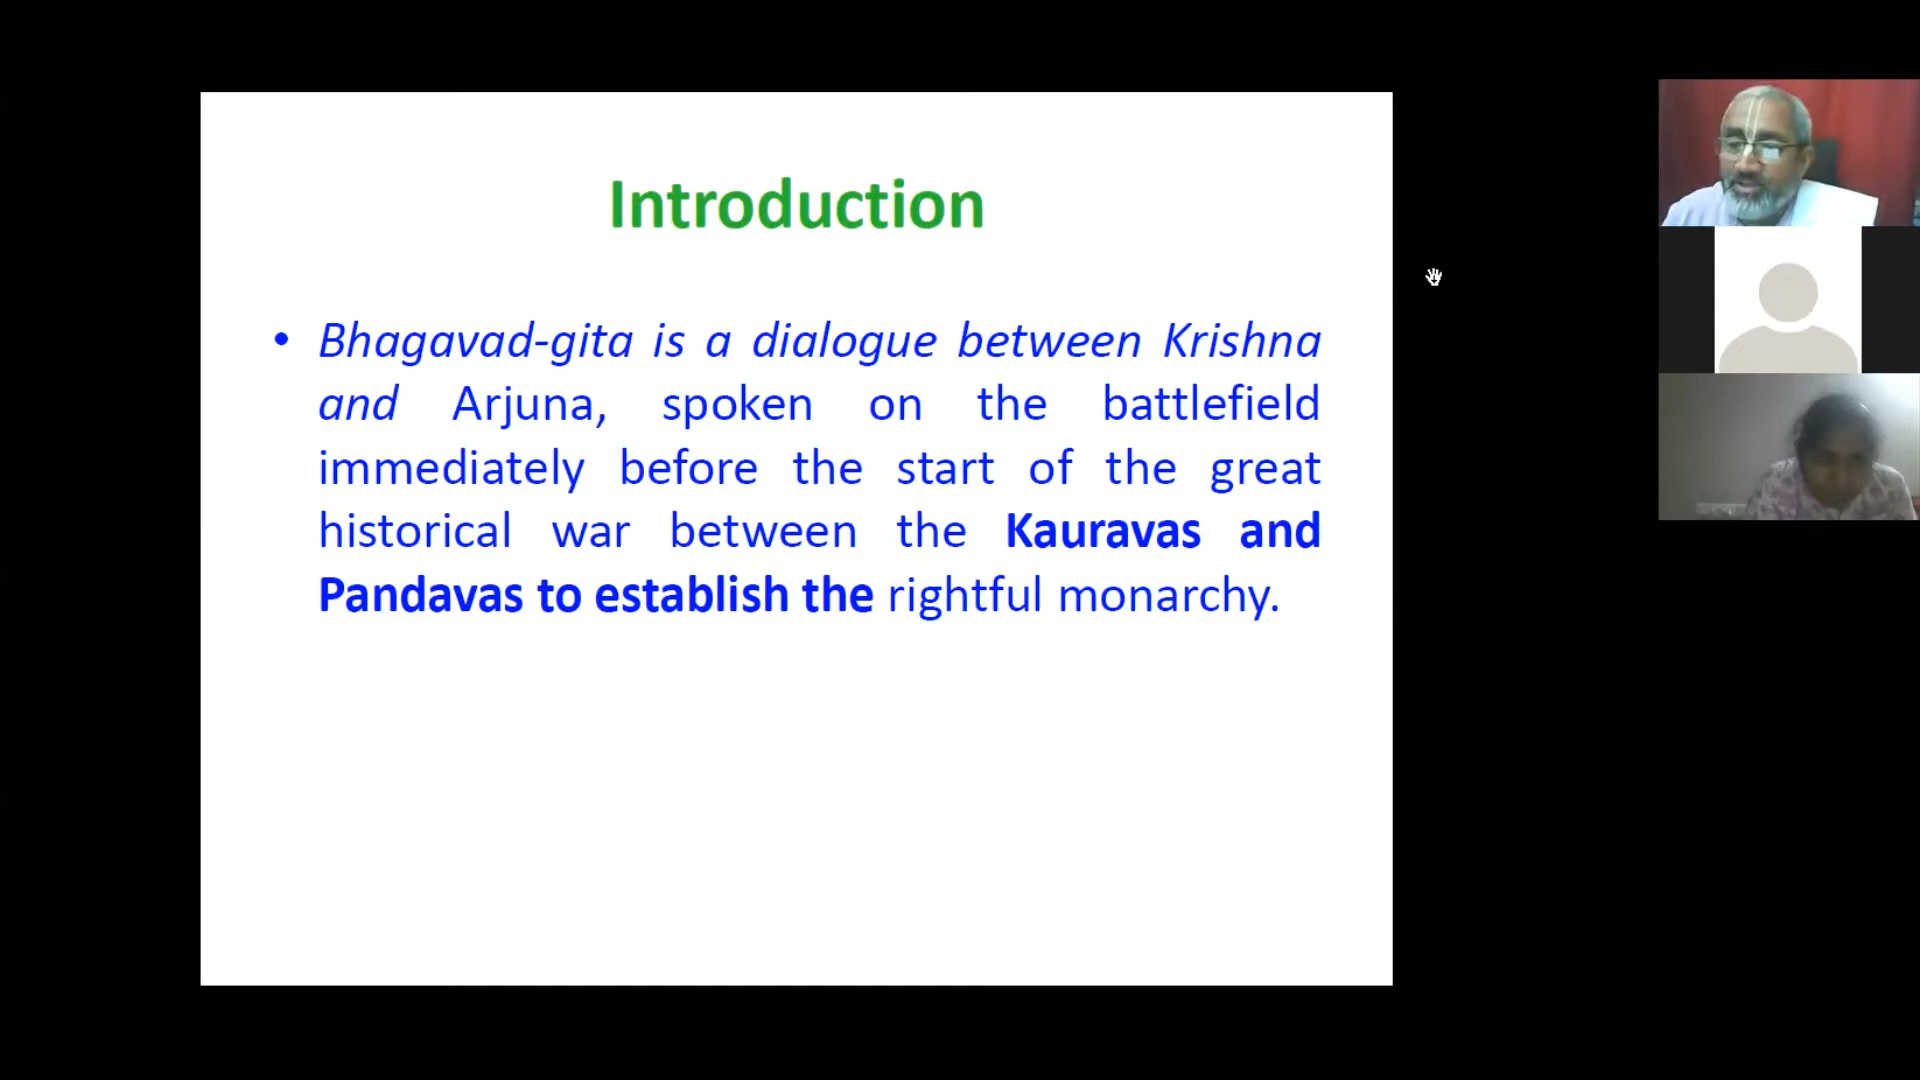 Introduction
• Bhagavad-gita is a dialogue between Krishna
and Arjuna, spoken on the battlefield
immediately before the start of the great
historical war between the Kauravas and
Pandavas to establish the rightful monarchy.